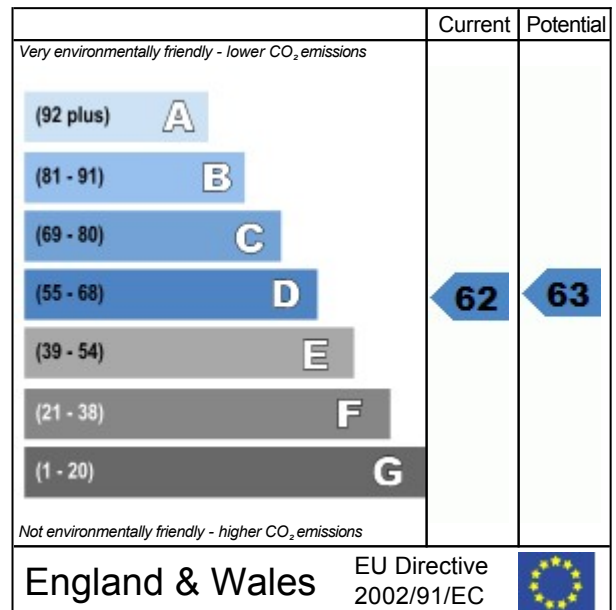 Current Potential
Very environmentally friendly - lower CO₂ emissions
(92 plus) A
(81 - 91) B
(69 - 80) C
(55 - 68) D 62 63
(39 - 54) E
(21 - 38) F
(1 - 20) G
Not environmentally friendly - higher CO₂ emissions
England & Wales
EU Directive
2002/91/EC